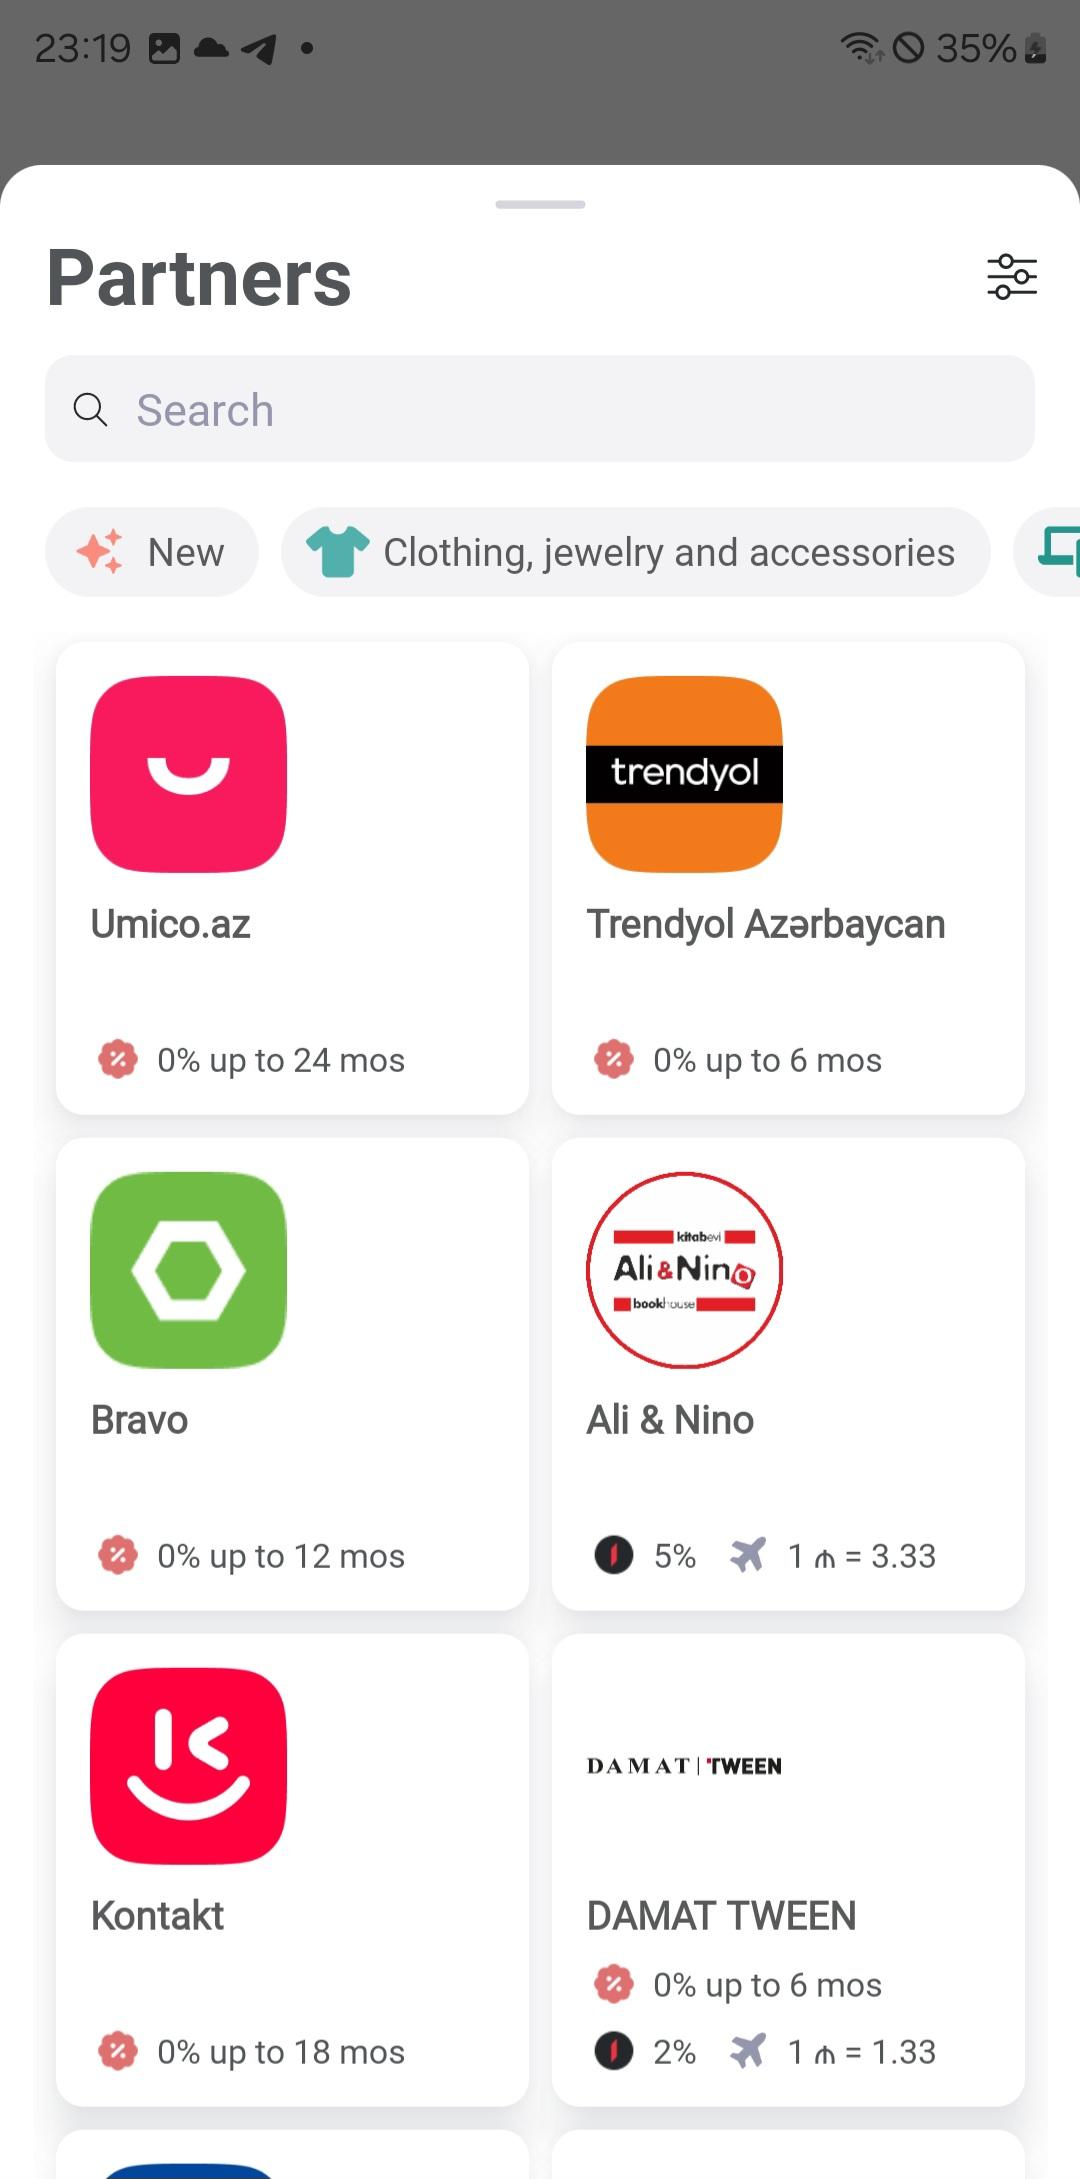 23:19
35%
Partners
Search
New
Clothing, jewelry and accessories
trendyol
Umico.az
Trendyol Azərbaycan
0% up to 24 mos
0% up to 6 mos
kitabevi
Ali&Nino
bookhouse
Bravo
Ali & Nino
0% up to 12 mos
5%
1 ₼ = 3.33
DAMAT | TWEEN
Kontakt
DAMAT TWEEN
0% up to 6 mos
0% up to 18 mos
2%
1 ₼ = 1.33